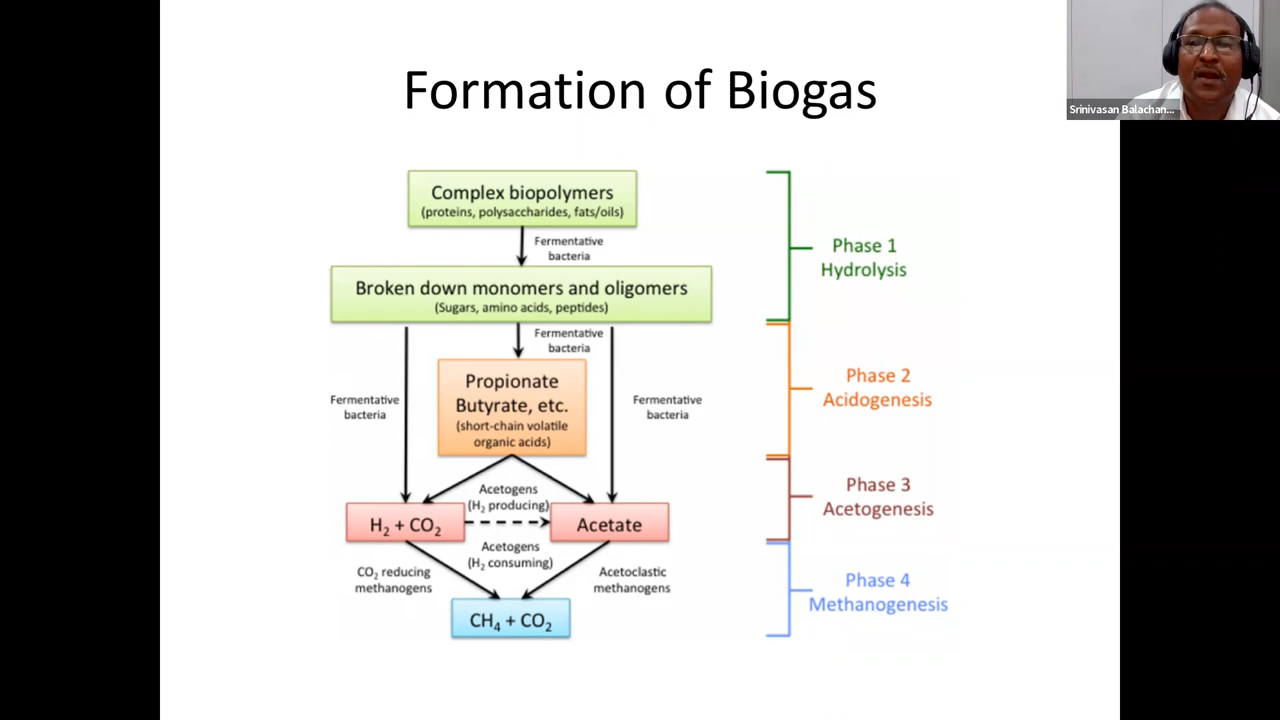 Formation of Biogas
Srinivasan Balachan...
Complex biopolymers
(proteins, polysaccharides, fats/oils)
Fermentative
bacteria
Broken down monomers and oligomers
(Sugars, amino acids, peptides)
Fermentative
bacteria
Propionate
Butyrate, etc.
(short-chain volatile
organic acids)
Fermentative
bacteria
Fermentative
bacteria
Acetogens
(H₂ producing)
H₂ + CO₂
Acetate
Acetogens
(H₂ consuming)
CO₂ reducing
methanogens
Acetoclastic
methanogens
CH₄ + CO₂
Phase 1
Hydrolysis
Phase 2
Acidogenesis
Phase 3
Acetogenesis
Phase 4
Methanogenesis